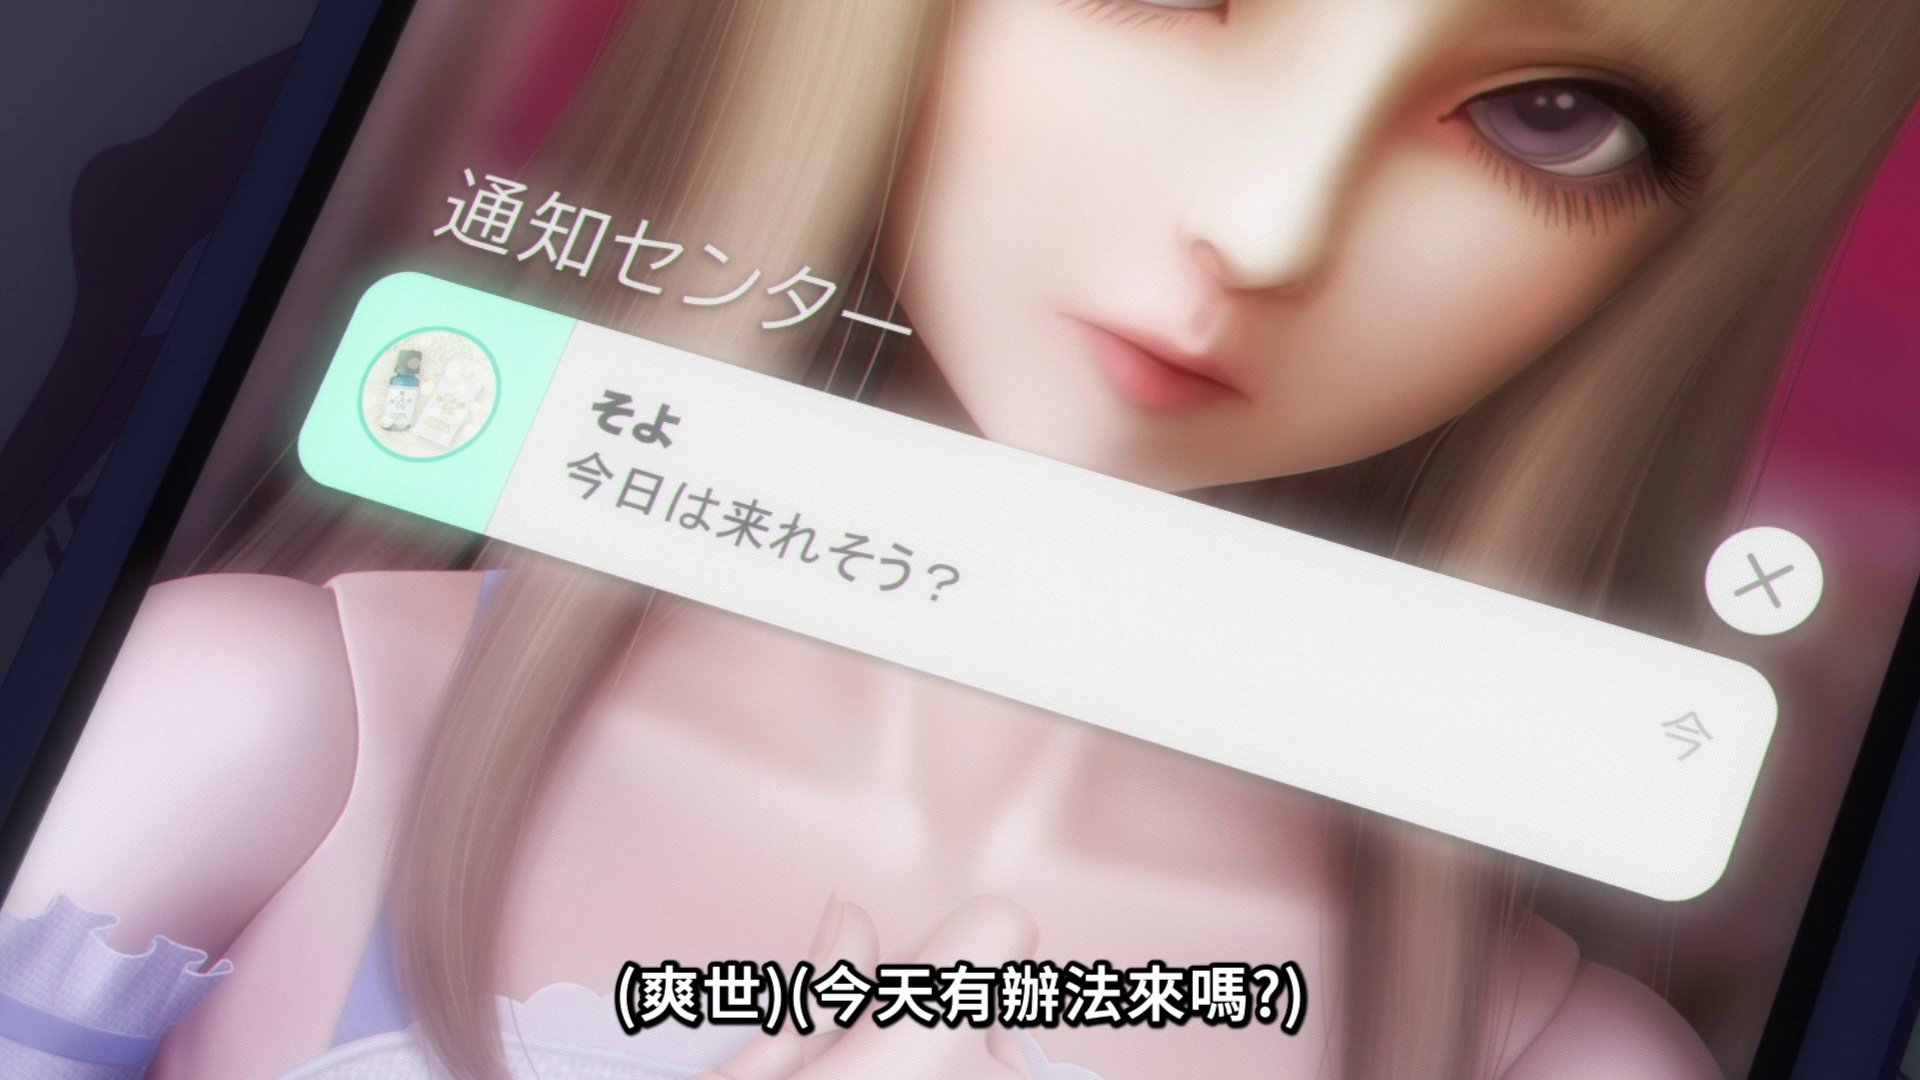 通知センター
そよ
今日は来れそう？
今
(爽世)(今天有辦法來嗎?)